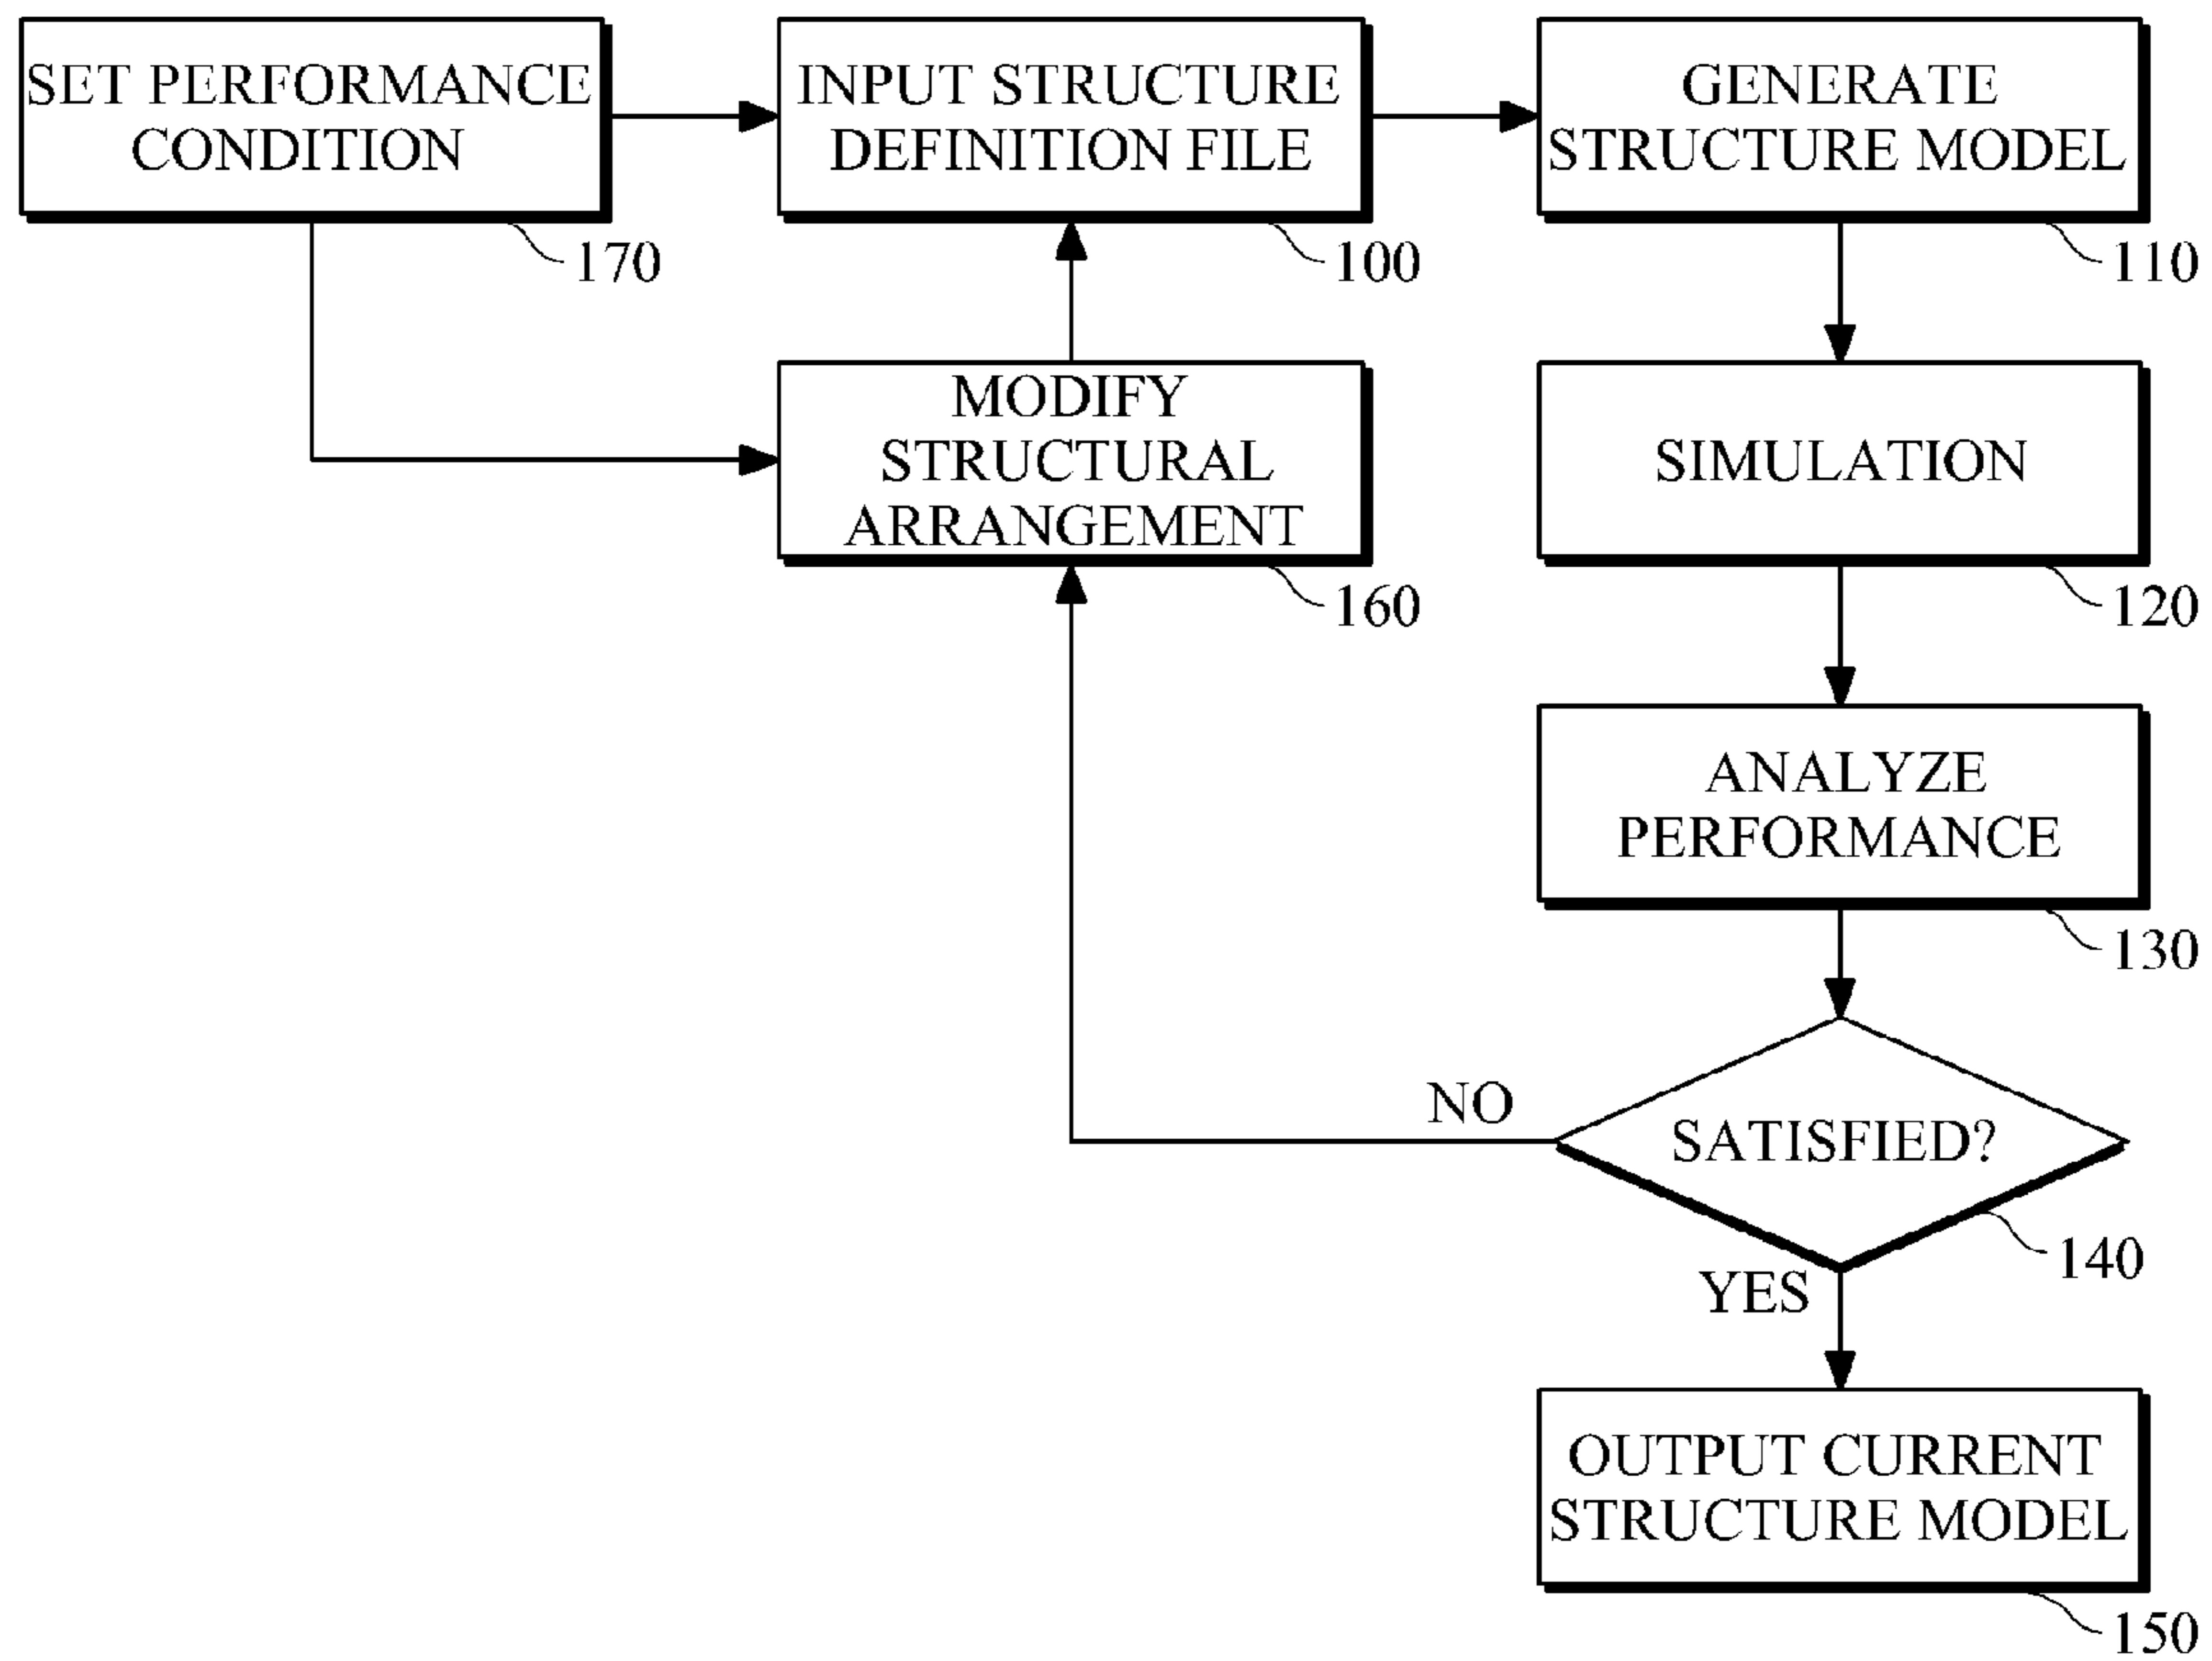 SET PERFORMANCE
CONDITION
170
INPUT STRUCTURE
DEFINITION FILE
100
GENERATE
STRUCTURE MODEL
110
MODIFY
STRUCTURAL
ARRANGEMENT
160
SIMULATION
120
ANALYZE
PERFORMANCE
130
NO
SATISFIED?
140
YES
OUTPUT CURRENT
STRUCTURE MODEL
150